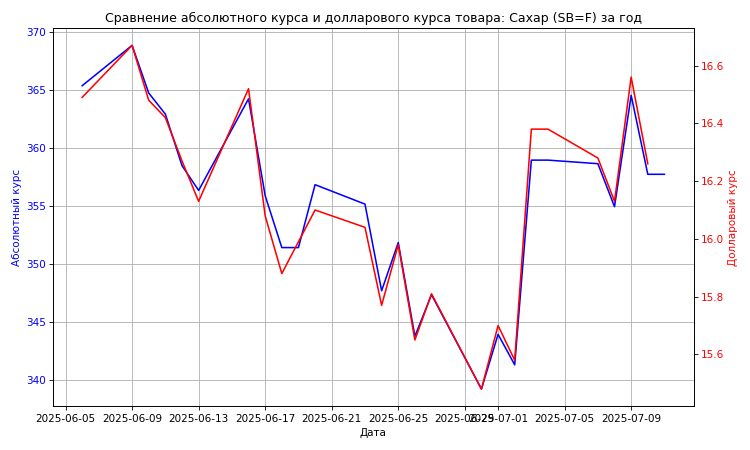 Сравнение абсолютного курса и долларового курса товара: Сахар (SB=F) за год
370
365
360
355
350
345
340
Абсолютный курс
16.6
16.4
16.2
16.0
15.8
15.6
Долларовый курс
2025-06-05 2025-06-09 2025-06-13 2025-06-17 2025-06-21 2025-06-25 2025-06-29 2025-07-01 2025-07-05 2025-07-09
Дата